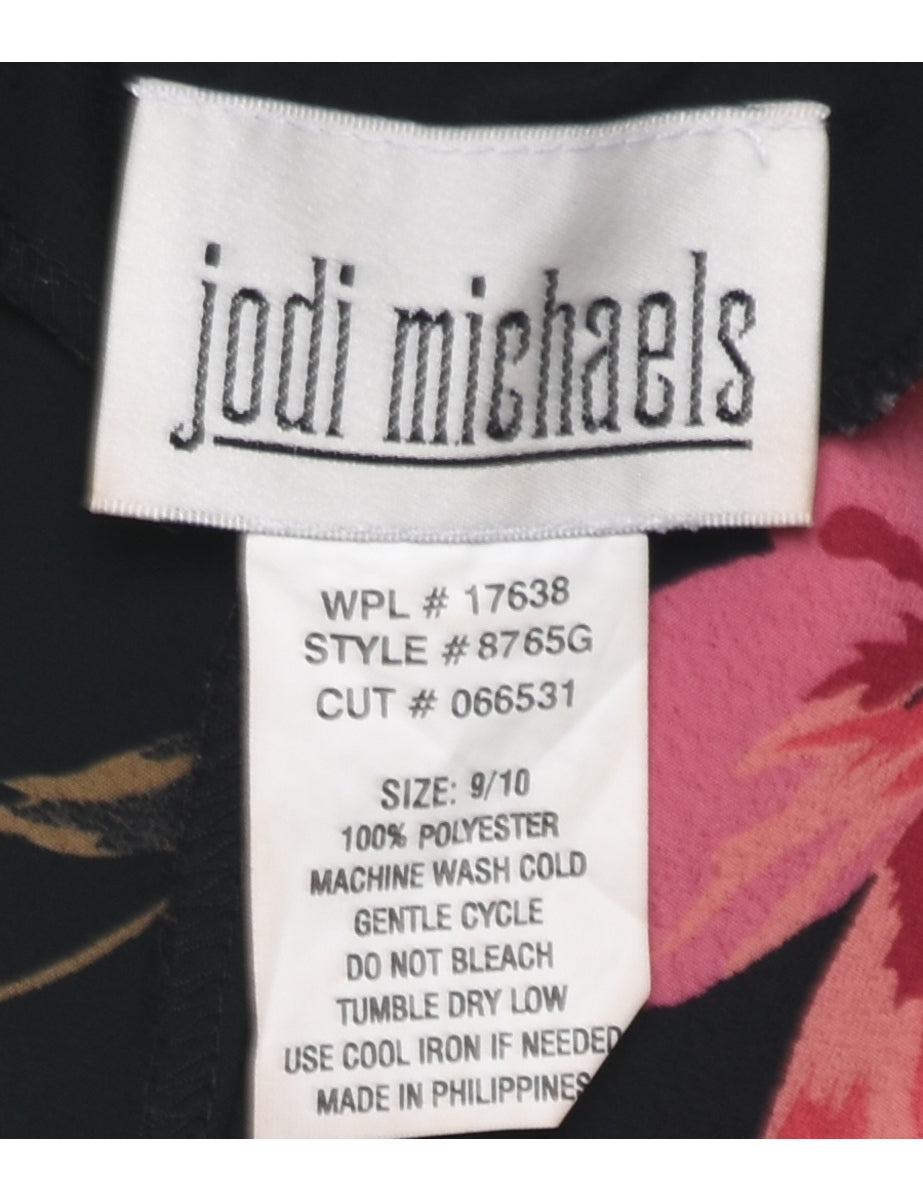 jodi michaels
WPL # 17638
STYLE # 8765G
CUT # 066531
SIZE: 9/10
100% POLYESTER
MACHINE WASH COLD
GENTLE CYCLE
DO NOT BLEACH
TUMBLE DRY LOW
USE COOL IRON IF NEEDED
MADE IN PHILIPPINES